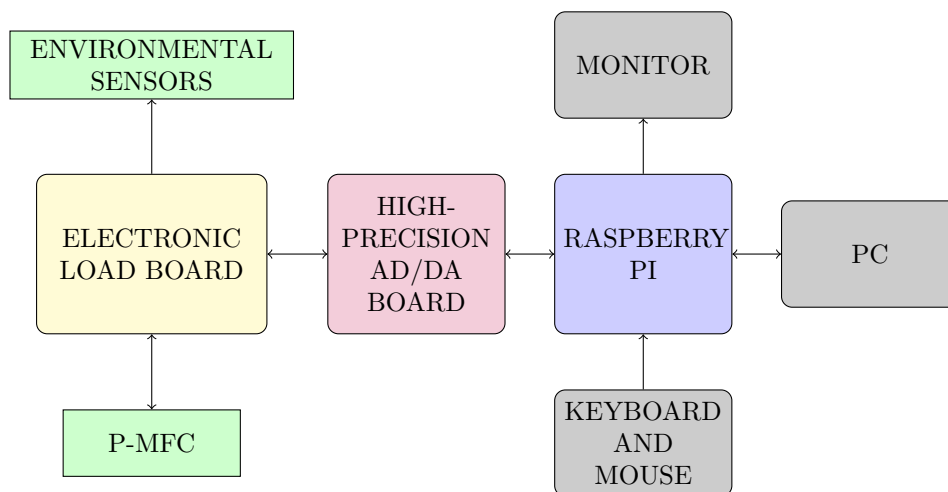 ENVIRONMENTAL
SENSORS
MONITOR
ELECTRONIC
LOAD BOARD
HIGH-
PRECISION
AD/DA
BOARD
RASPBERRY
PI
PC
P-MFC
KEYBOARD
AND
MOUSE